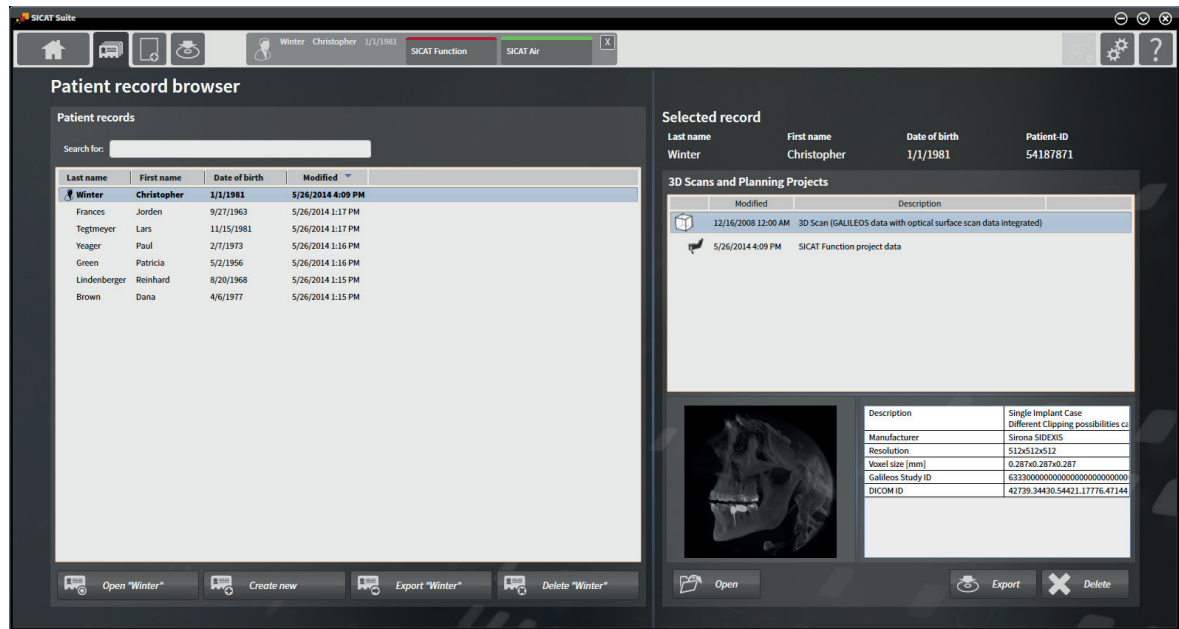 SICAT Suite
Winter Christopher 1/1/1981
SICAT Function
SICAT Air
X
?
Patient record browser
Patient records
Search for:
Last name First name Date of birth Modified
Winter Christopher 1/1/1981 5/26/2014 4:09 PM
Frances Jorden 9/27/1963 5/26/2014 1:17 PM
Tegtmeyer Lars 11/15/1981 5/26/2014 1:17 PM
Yeager Paul 2/7/1973 5/26/2014 1:16 PM
Green Patricia 5/2/1956 5/26/2014 1:16 PM
Lindenberger Reinhard 8/20/1968 5/26/2014 1:15 PM
Brown Dana 4/6/1977 5/26/2014 1:15 PM
Open "Winter"
Create new
Export "Winter"
Delete "Winter"
Selected record
Last name First name Date of birth Patient-ID
Winter Christopher 1/1/1981 54187871
3D Scans and Planning Projects
Modified Description
12/16/2008 12:00 AM 3D Scan (GALILEOS data with optical surface scan data integrated)
5/26/2014 4:09 PM SICAT Function project data
Description Single Implant Case
Different Clipping possibilities ca
Manufacturer Sirona SIDEXIS
Resolution 512x512x512
Voxel size [mm] 0.287x0.287x0.287
Galileos Study ID
DICOM ID 42739.34430.54421.17776.47144
Open
Export
Delete